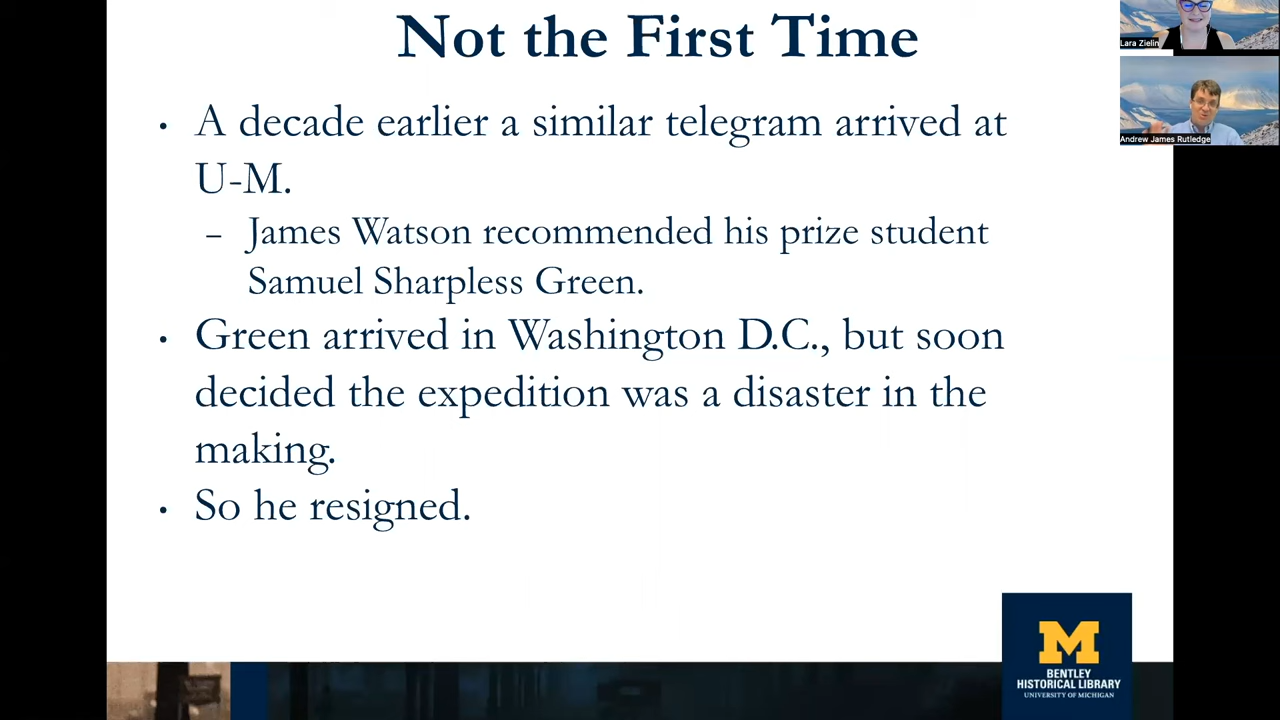 Not the First Time
• A decade earlier a similar telegram arrived at
U-M.
– James Watson recommended his prize student
Samuel Sharpless Green.
• Green arrived in Washington D.C., but soon
decided the expedition was a disaster in the
making.
• So he resigned.
Lara Zielin
Andrew James Rutledge
M
BENTLEY
HISTORICAL LIBRARY
UNIVERSITY OF MICHIGAN